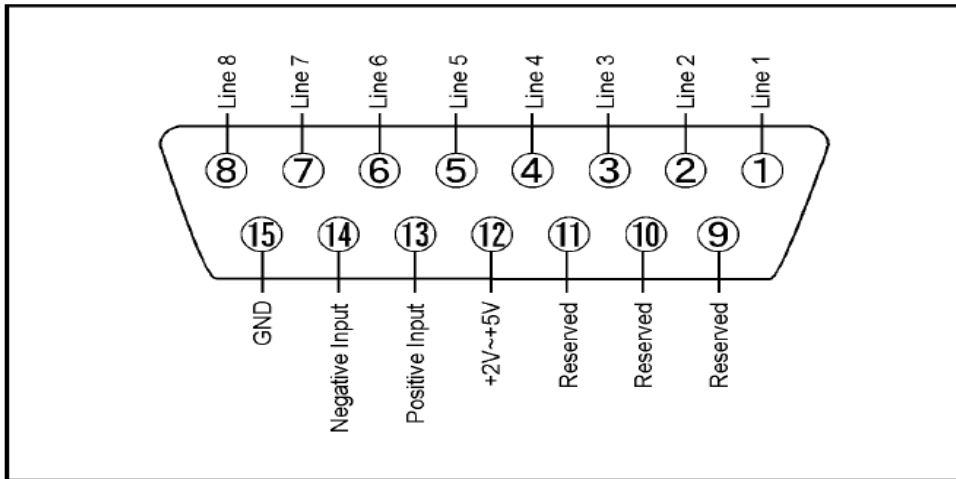 Line 8
Line 7
Line 6
Line 5
Line 4
Line 3
Line 2
Line 1
8
7
6
5
4
3
2
1
15
14
13
12
11
10
9
GND
Negative Input
Positive Input
+2V~+5V
Reserved
Reserved
Reserved